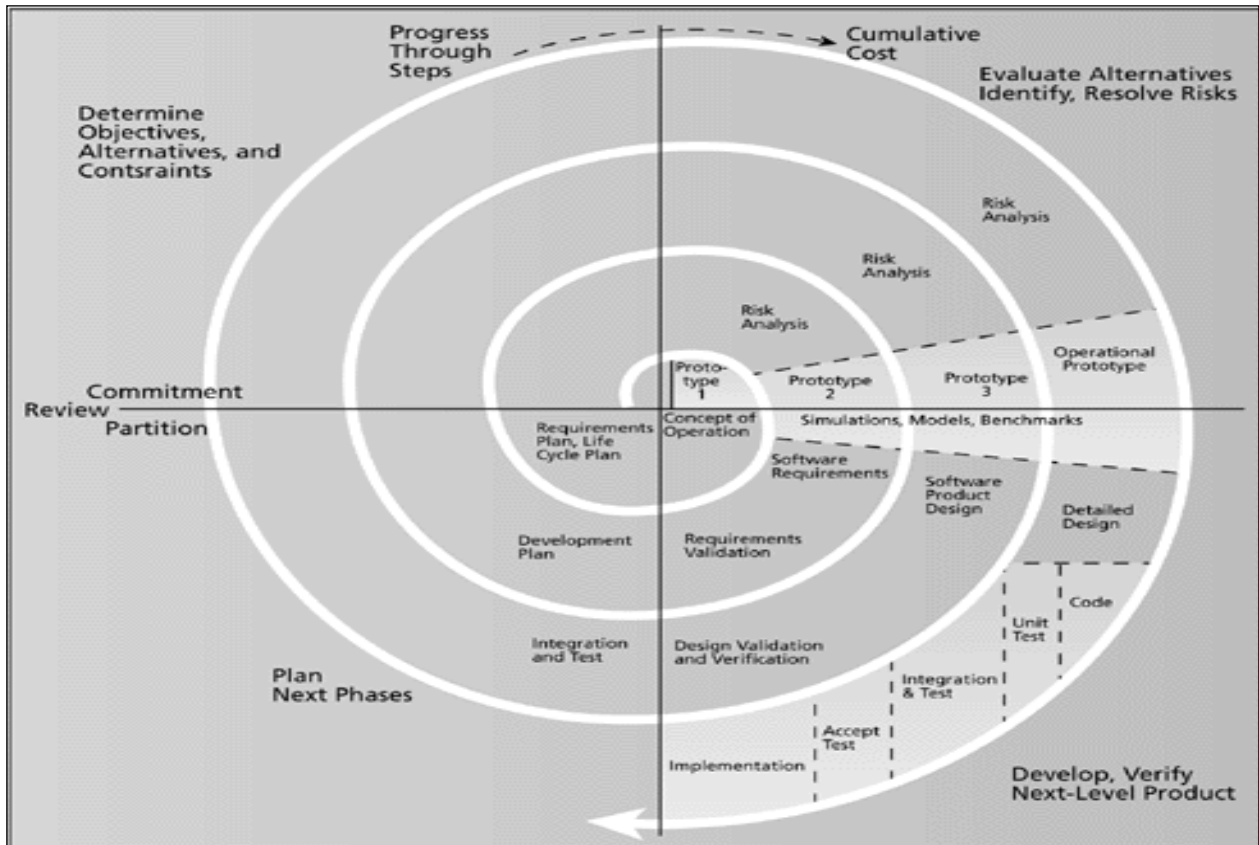 Progress
Through
Steps
Cumulative
Cost
Evaluate Alternatives
Identify, Resolve Risks
Determine
Objectives,
Alternatives, and
Contsraints
Risk
Analysis
Risk
Analysis
Risk
Analysis
Operational
Prototype
Proto-
type
1
Prototype
2
Prototype
3
Commitment
Review
Partition
Concept of
Operation
Simulations, Models, Benchmarks
Requirements
Plan, Life
Cycle Plan
Software
Requirements
Software
Product
Design
Detailed
Design
Development
Plan
Requirements
Validation
Code
Unit
Test
Integration
and Test
Design Validation
and Verification
Integration
& Test
Plan
Next Phases
Accept
Test
Implementation
Develop, Verify
Next-Level Product